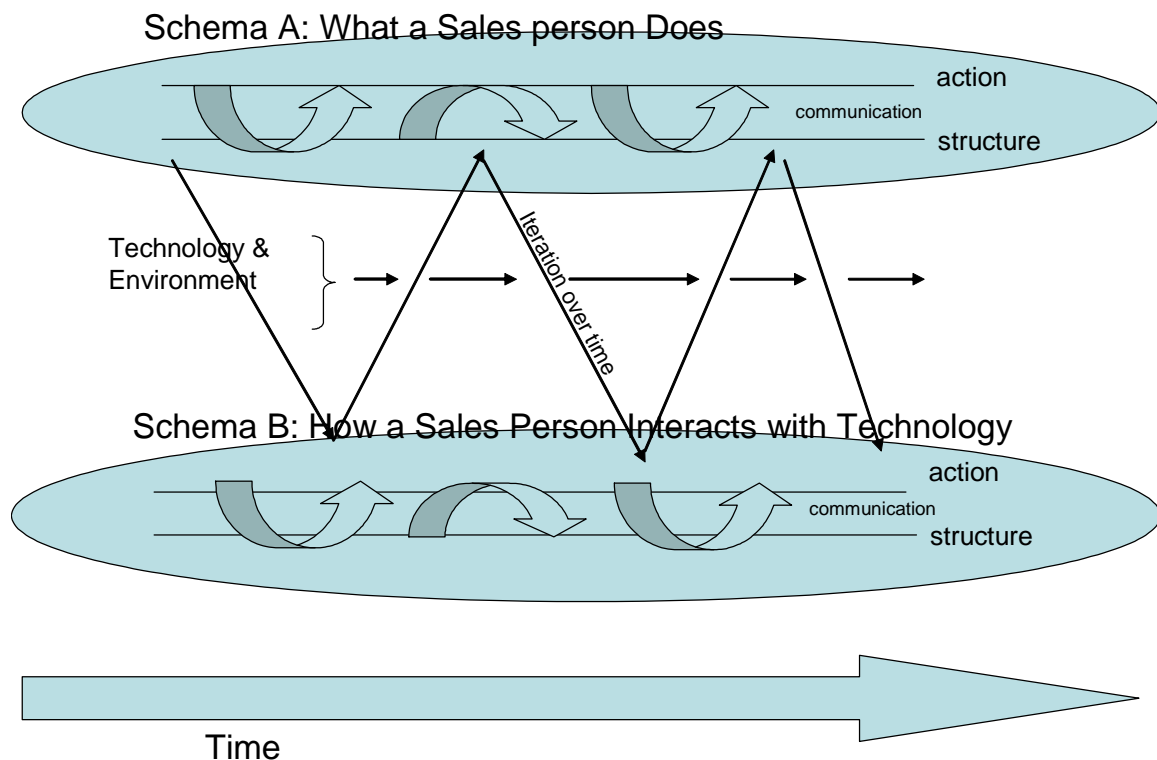 Schema A: What a Sales person Does
action
communication
structure
Technology &
Environment
Iteration over time
Schema B: How a Sales Person Interacts with Technology
action
communication
structure
Time